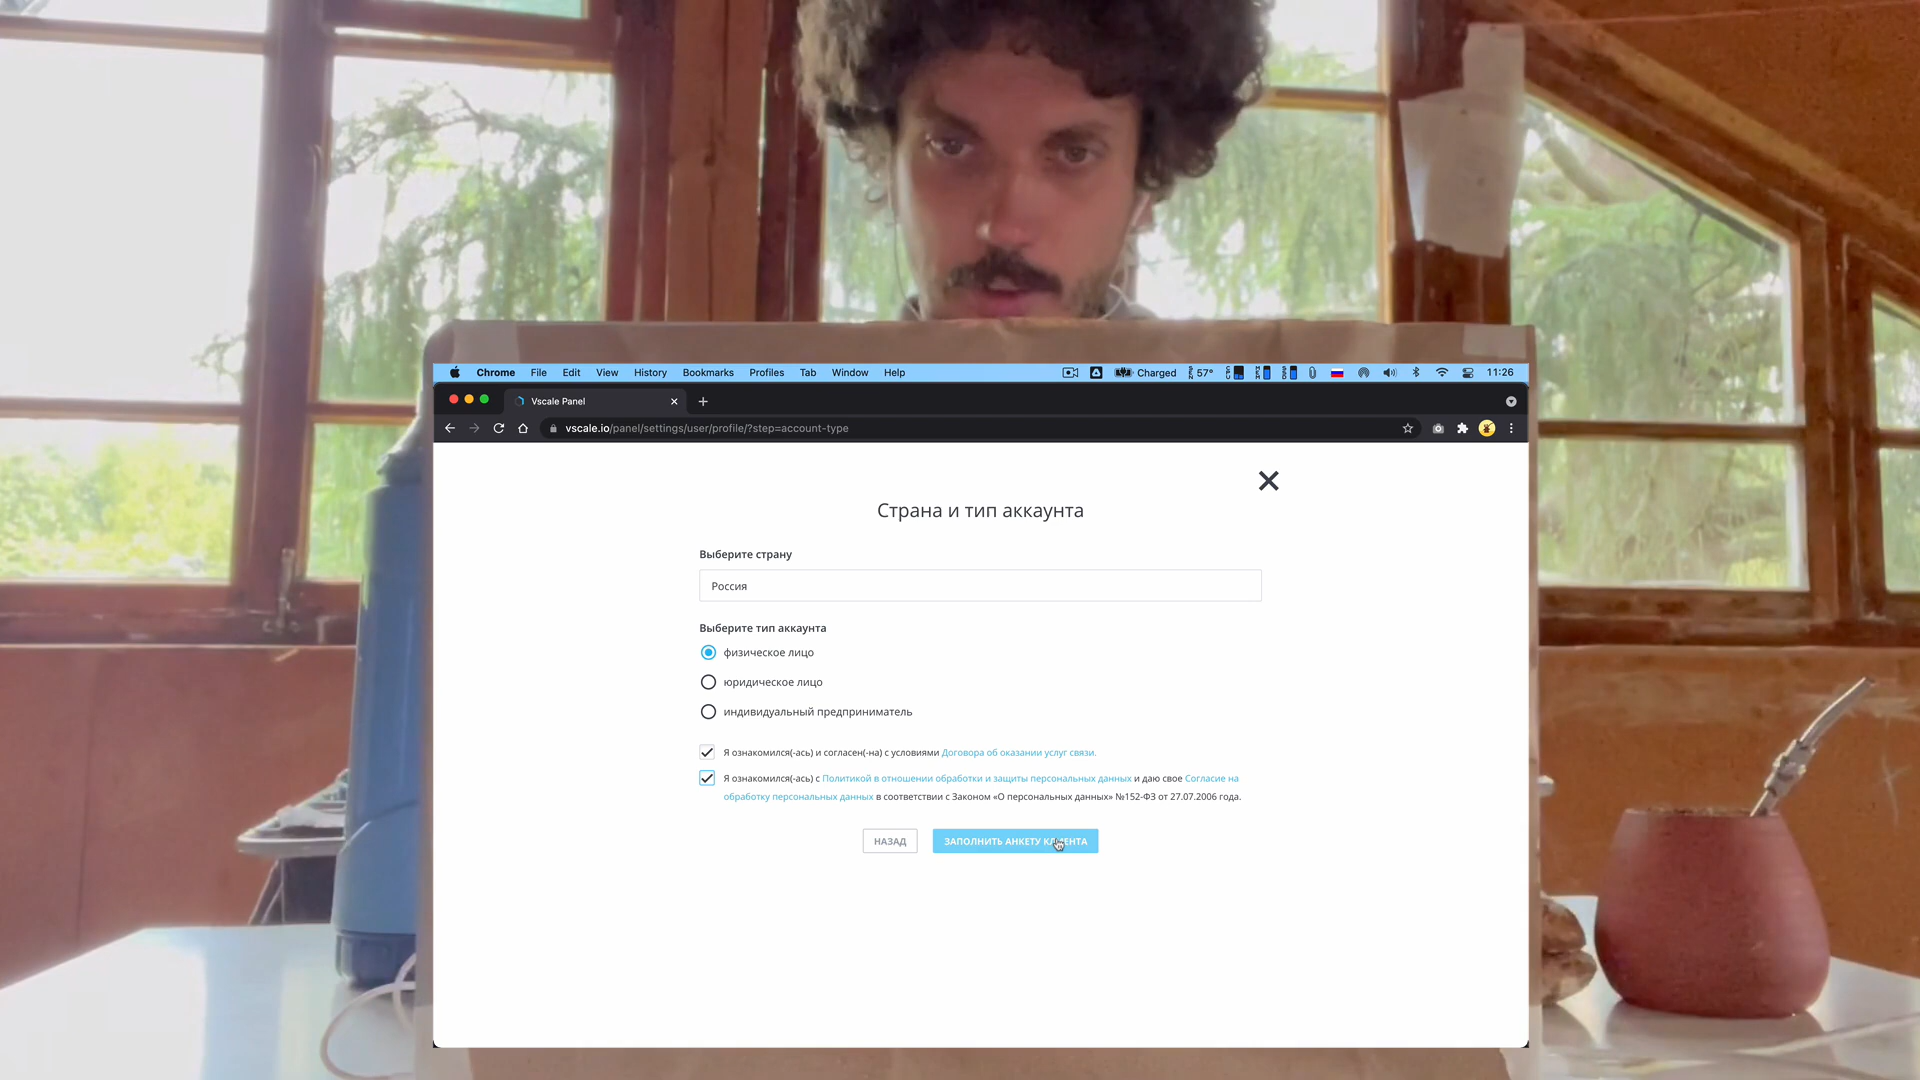 Chrome File Edit View History Bookmarks Profiles Tab Window Help Charged 57° 11:26
Vscale Panel
vscale.io/panel/settings/user/profile/?step=account-type
Страна и тип аккаунта
Выберите страну
Россия
Выберите тип аккаунта
физическое лицо
юридическое лицо
индивидуальный предприниматель
Я ознакомился(-ась) и согласен(-на) с условиями Договора об оказании услуг связи.
Я ознакомился(-ась) с Политикой в отношении обработки и защиты персональных данных и даю свое Согласие на
обработку персональных данных в соответствии с Законом «О персональных данных» №152-ФЗ от 27.07.2006 года.
НАЗАД ЗАПОЛНИТЬ АНКЕТУ КЛИЕНТА